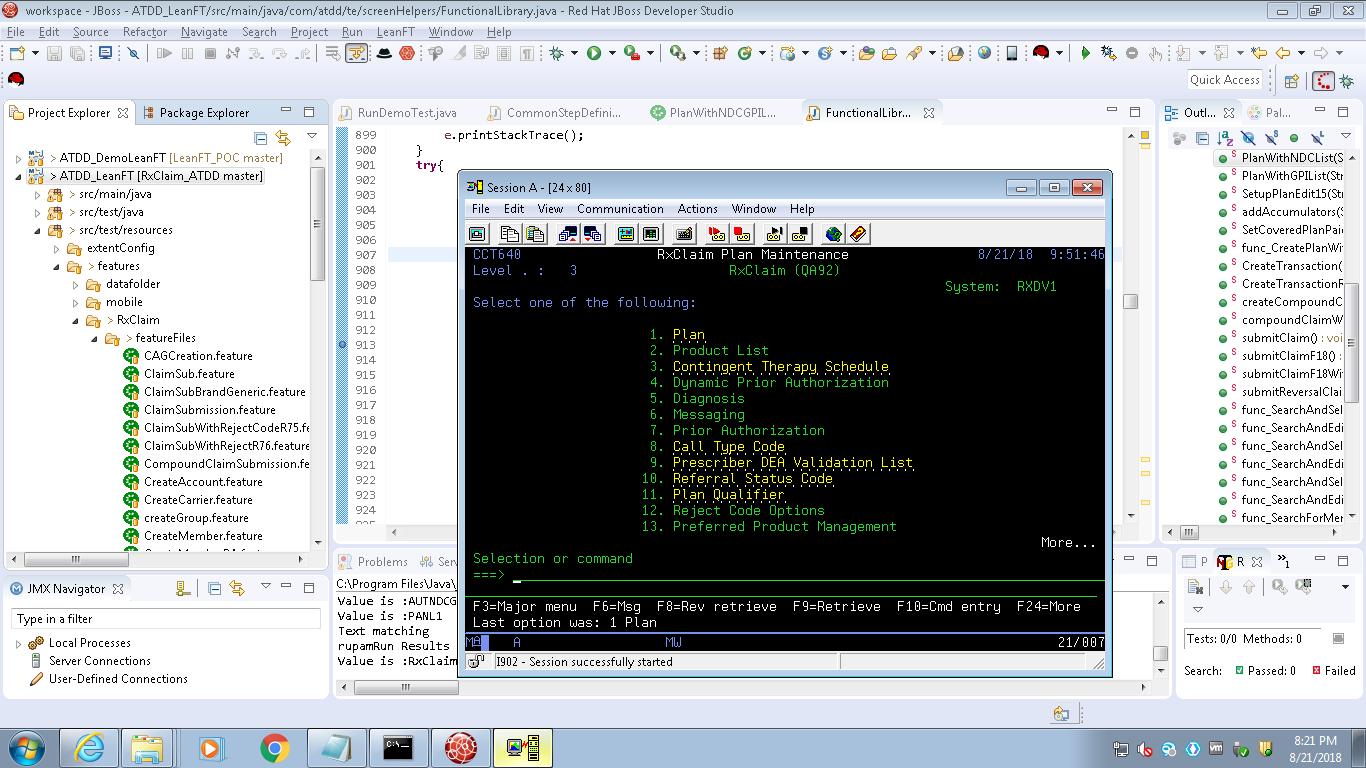 workspace - JBoss - ATDD_LeanFT/src/main/java/com/atdd/te/screenHelpers/FunctionalLibrary.java - Red Hat JBoss Developer Studio
File Edit Source Refactor Navigate Search Project Run LeanFT Window Help
Quick Access
Project Explorer
Package Explorer
> ATDD_DemoLeanFT [LeanFT_POC master]
> ATDD_LeanFT [RxClaim_ATDD master]
> src/main/java
> src/test/java
> src/test/resources
extentConfig
> features
datafolder
mobile
> RxClaim
> featureFiles
CAGCreation.feature
ClaimSub.feature
ClaimSubBrandGeneric.feature
ClaimSubmission.feature
ClaimSubWithRejectCodeR75.fe
ClaimSubWithRejectR76.feature
CompoundClaimSubmission.fe
CreateAccount.feature
CreateCarrier.feature
createGroup.feature
CreateMember.feature
RunDemoTest.java
CommonStepDefini...
PlanWithNDCGPIL...
FunctionalLibr...
899 e.printStackTrace();
900 }
901 try{
902
903
904
905
906
907
908
909
910
911
912
913
914
915
916
917
918
919
920
921
922
923
Session A - [24 x 80]
File Edit View Communication Actions Window Help
CCT640 RxClaim Plan Maintenance 8/21/18 9:51:46
Level . : 3 RxClaim (QA92)
System: RXDV1
Select one of the following:
1. Plan
2. Product List
3. Contingent Therapy Schedule
4. Dynamic Prior Authorization
5. Diagnosis
6. Messaging
7. Prior Authorization
8. Call Type Code
9. Prescriber DEA Validation List
10. Referral Status Code
11. Plan Qualifier
12. Reject Code Options
13. Preferred Product Management
More...
Selection or command
===>
F3=Major menu F6=Msg F8=Rev retrieve F9=Retrieve F10=Cmd entry F24=More
Last option was: 1 Plan
MA A MW 21/007
I902 - Session successfully started
Outl...
Pal...
PlanWithNDCList(S
PlanWithGPIList(Str
SetupPlanEdit15(St
addAccumulators(S
SetCoveredPlanPaid
func_CreatePlanWi
CreateTransaction(
CreateTransactionF
createCompoundC
compoundClaimW
submitClaim() : voi
submitClaimF18() :
submitClaimF18Wi
submitReversalClai
func_SearchAndSel
func_SearchAndEdi
func_SearchAndSel
func_SearchAndEdi
func_SearchAndSel
func_SearchAndEdi
func_SearchForMer
JMX Navigator
Type in a filter
Local Processes
Server Connections
User-Defined Connections
Problems
Serv
C:\Program Files\Java\
Value is :AUTNDCG
Value is :PANL1
Text matching
rupamRun Results
Value is :RxClaim
P
R
Tests: 0/0 Methods: 0
Search: Passed: 0 Failed
8:21 PM
8/21/2018